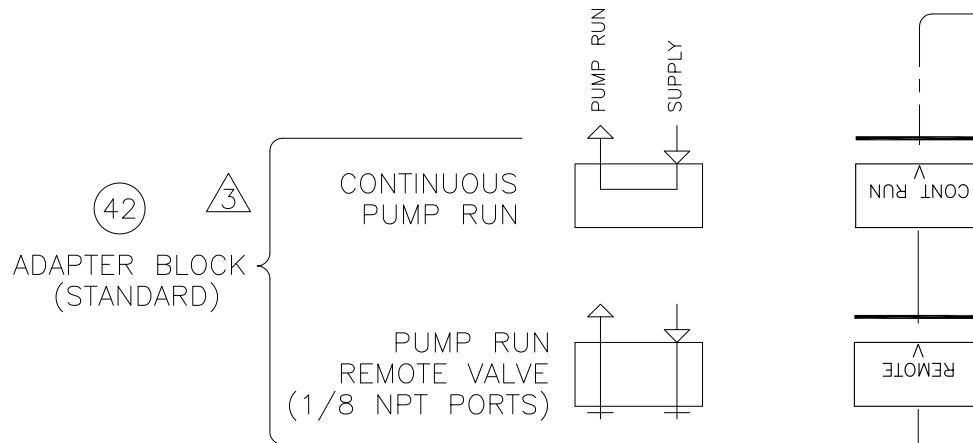 PUMP RUN
SUPPLY
42
3
ADAPTER BLOCK
(STANDARD)
CONTINUOUS
PUMP RUN
CONT RUN
PUMP RUN
REMOTE VALVE
(1/8 NPT PORTS)
REMOTE